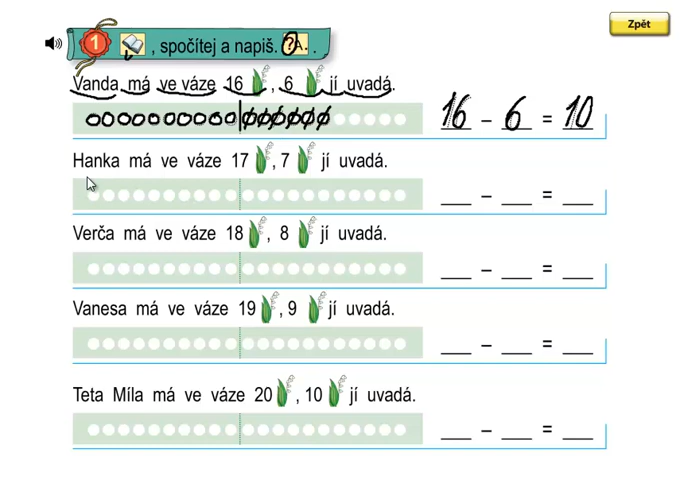 Zpět
1 , spočítej a napiš. ?A. .
Vanda má ve váze 16 , 6 jí uvadá.
16 – 6 = 10
Hanka má ve váze 17 , 7 jí uvadá.
___ – ___ = ___
Verča má ve váze 18 , 8 jí uvadá.
___ – ___ = ___
Vanesa má ve váze 19 , 9 jí uvadá.
___ – ___ = ___
Teta Míla má ve váze 20 , 10 jí uvadá.
___ – ___ = ___